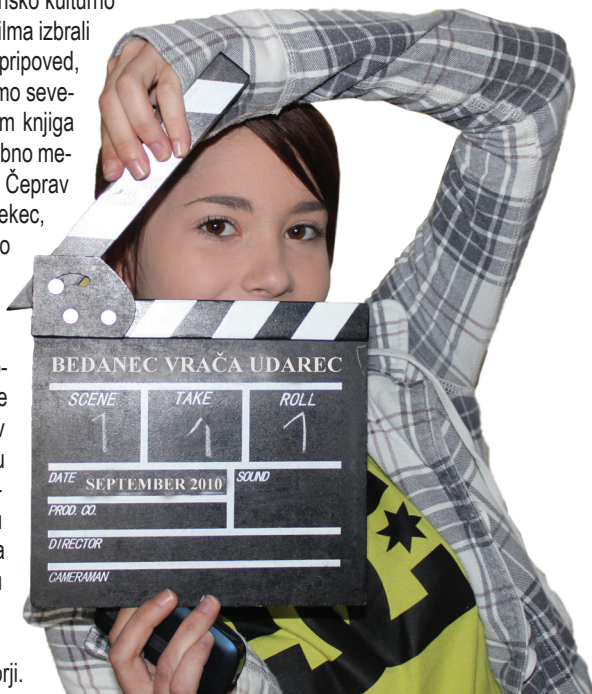 nsko kulturno
ilma izbrali
pripoved,
mo seve-
m knjiga
bno me-
Čeprav
ekec,
o
o-
e
v
u
-
u
a
u
orji.
BEDANEC VRAČA UDAREC
SCENE TAKE ROLL
1 1 1
DATE SEPTEMBER 2010 SOUND
PROD. CO.
DIRECTOR
CAMERAMAN